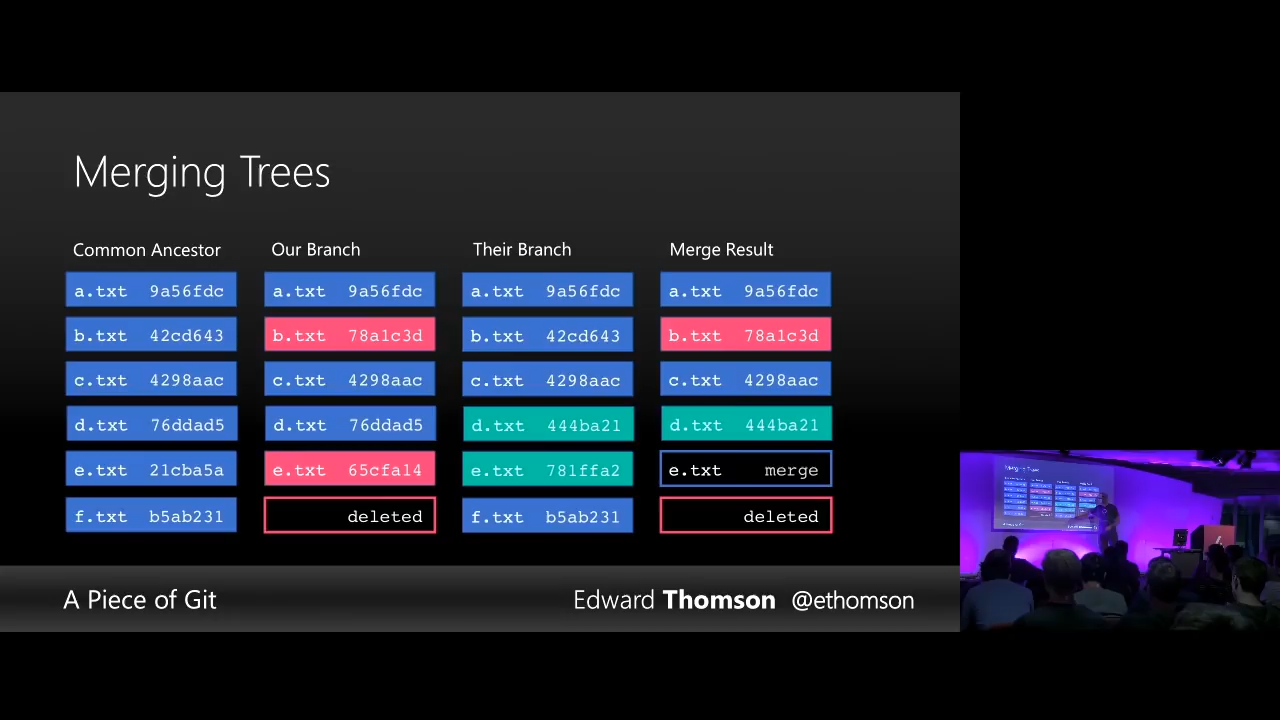 Merging Trees
Common Ancestor Our Branch Their Branch Merge Result
a.txt 9a56fdc a.txt 9a56fdc a.txt 9a56fdc a.txt 9a56fdc
b.txt 42cd643 b.txt 78a1c3d b.txt 42cd643 b.txt 78a1c3d
c.txt 4298aac c.txt 4298aac c.txt 4298aac c.txt 4298aac
d.txt 76ddad5 d.txt 76ddad5 d.txt 444ba21 d.txt 444ba21
e.txt 21cba5a e.txt 65cfa14 e.txt 781ffa2 e.txt merge
f.txt b5ab231 deleted f.txt b5ab231 deleted
A Piece of Git Edward Thomson @ethomson
Merging Trees